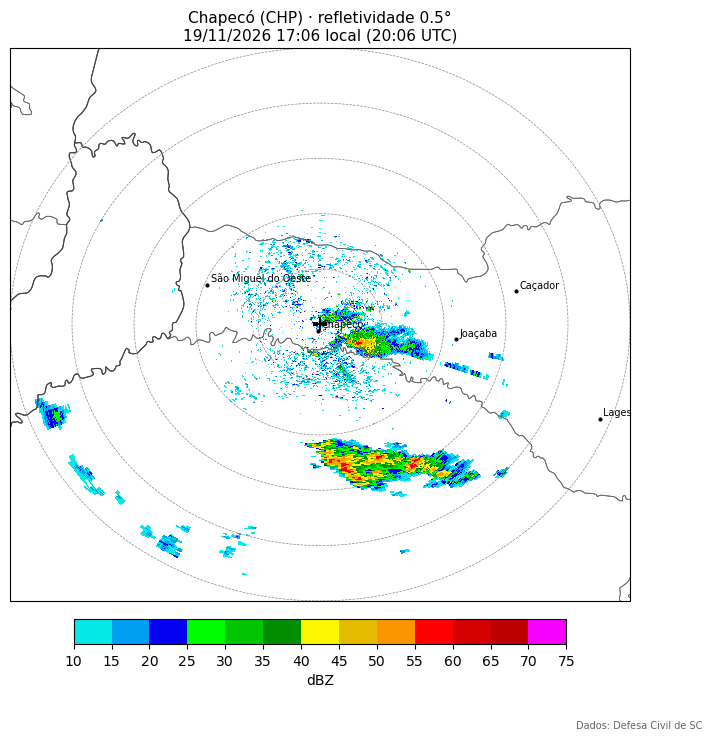 Chapecó (CHP) · refletividade 0.5°
19/11/2026 17:06 local (20:06 UTC)
São Miguel do Oeste
Caçador
Chapecó
Joaçaba
Lages
10 15 20 25 30 35 40 45 50 55 60 65 70 75
dBZ
Dados: Defesa Civil de SC